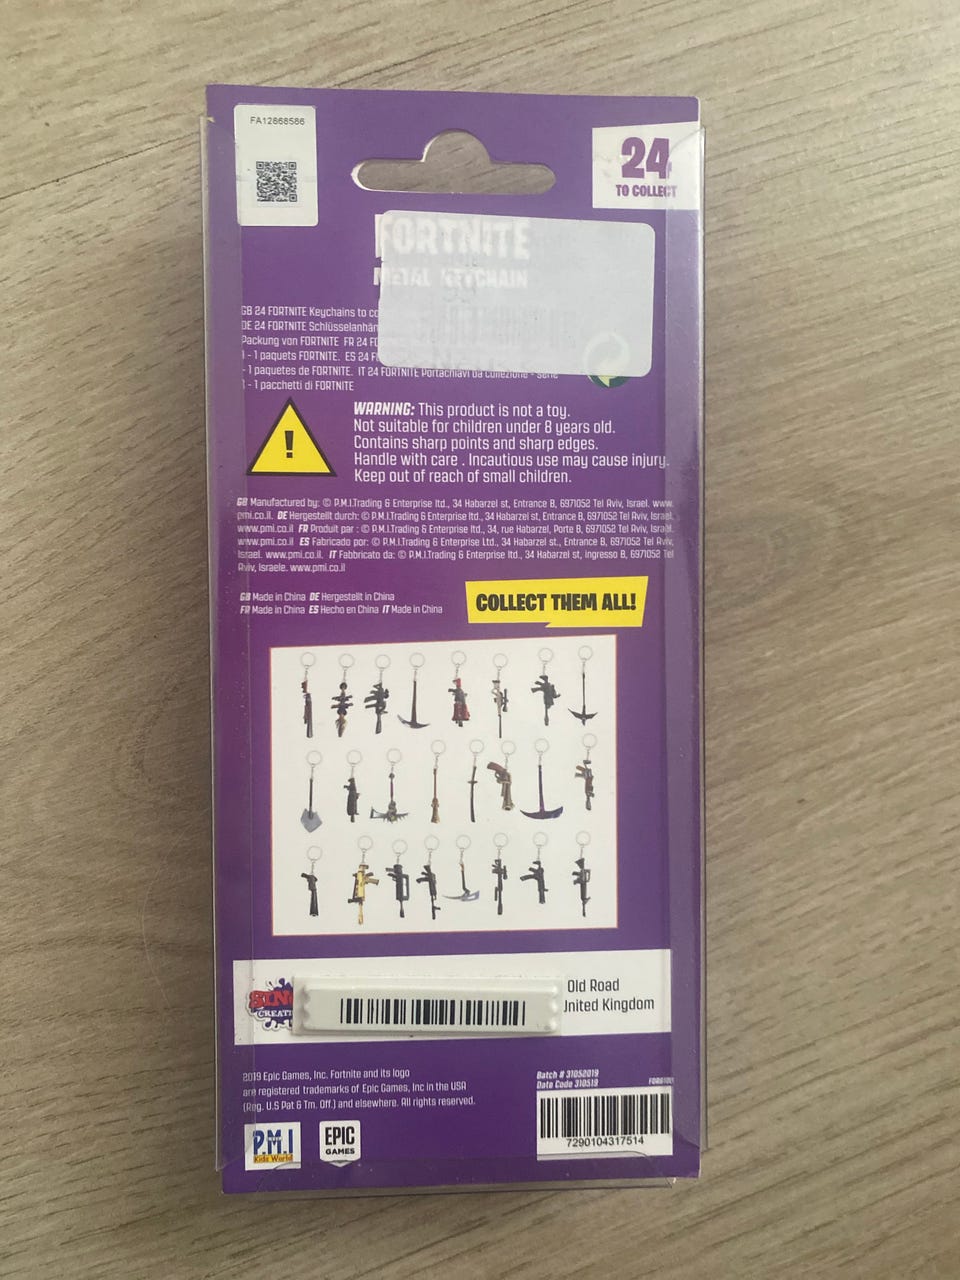 FA12868586
24
TO COLLECT
FORTNITE
METAL KEYCHAIN
GB 24 FORTNITE Keychains to
DE 24 FORTNITE
Packung von FORTNITE FR 24
- 1 paquets FORTNITE. ES 24
- 1 paquetes de FORTNITE. IT 24 FORTNITE Portachiavi da collezione - serie
- 1 pacchetti di FORTNITE
WARNING: This product is not a toy.
Not suitable for children under 8 years old.
Contains sharp points and sharp edges.
Handle with care . Incautious use may cause injury.
Keep out of reach of small children.
GB Manufactured by: © P.M.I.Trading & Enterprise ltd., 34 Habarzel st, Entrance B, 6971052 Tel Aviv, Israel. www.
pmi.co.il. DE Hergestellt durch: © P.M.I.Trading & Enterprise ltd., 34 Habarzel st, Entrance B, 6971052 Tel Aviv, Israel.
www.pmi.co.il FR Produit par : © P.M.I.Trading & Enterprise ltd., 34, rue Habarzel, Porte B, 6971052 Tel Aviv, Israël.
www.pmi.co.il ES Fabricado por: © P.M.I.Trading & Enterprise Ltd., 34 Habarzel st., Entrance B, 6971052 Tel Aviv,
Israel. www.pmi.co.il. IT Fabbricato da: © P.M.I.Trading & Enterprise ltd., 34 Habarzel st, ingresso B, 6971052 Tel
Aviv, Israele. www.pmi.co.il
GB Made in China DE Hergestellt in China
FR Made in China ES Hecho en China IT Made in China
COLLECT THEM ALL!
Old Road
United Kingdom
2019 Epic Games, Inc. Fortnite and its logo
are registered trademarks of Epic Games, Inc in the USA
(Reg. U.S Pat & Tm. Off.) and elsewhere. All rights reserved.
Batch # 31052019
Date Code 310519
P.M.I
Kids World
EPIC
GAMES
7290104317514